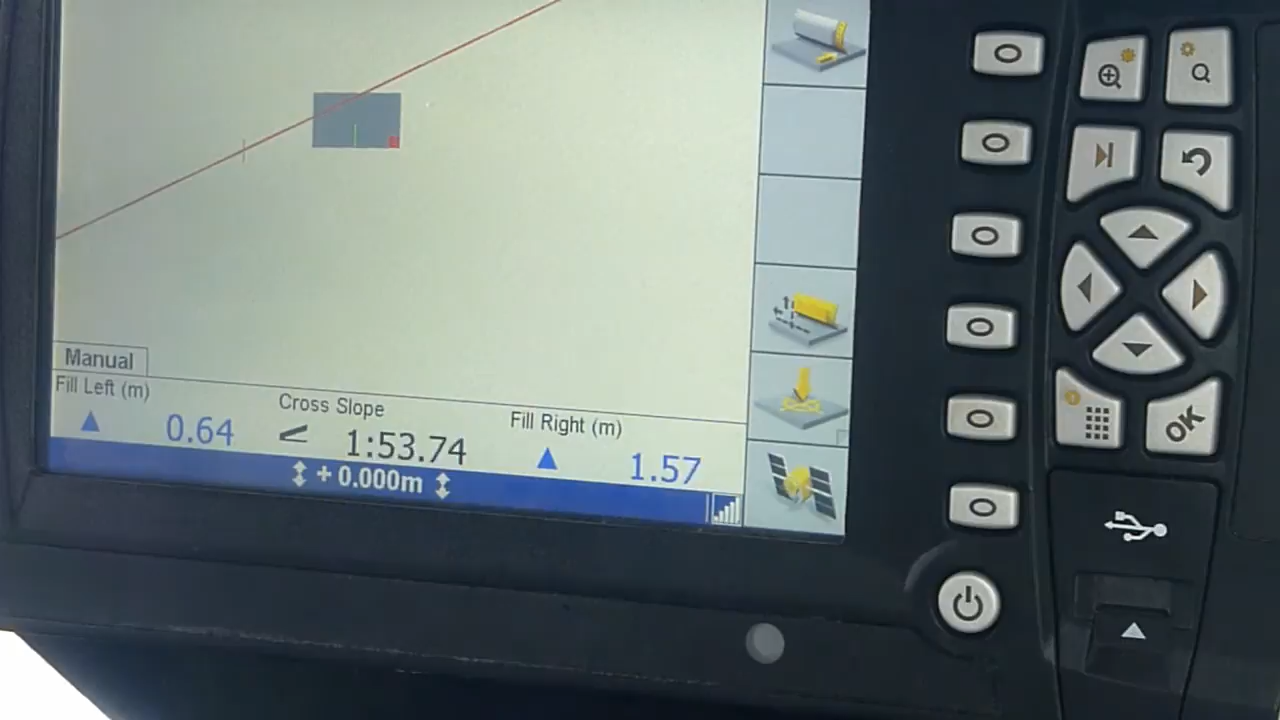 Manual
Fill Left (m)
0.64
Cross Slope
1:53.74
Fill Right (m)
1.57
+ 0.000m
OK